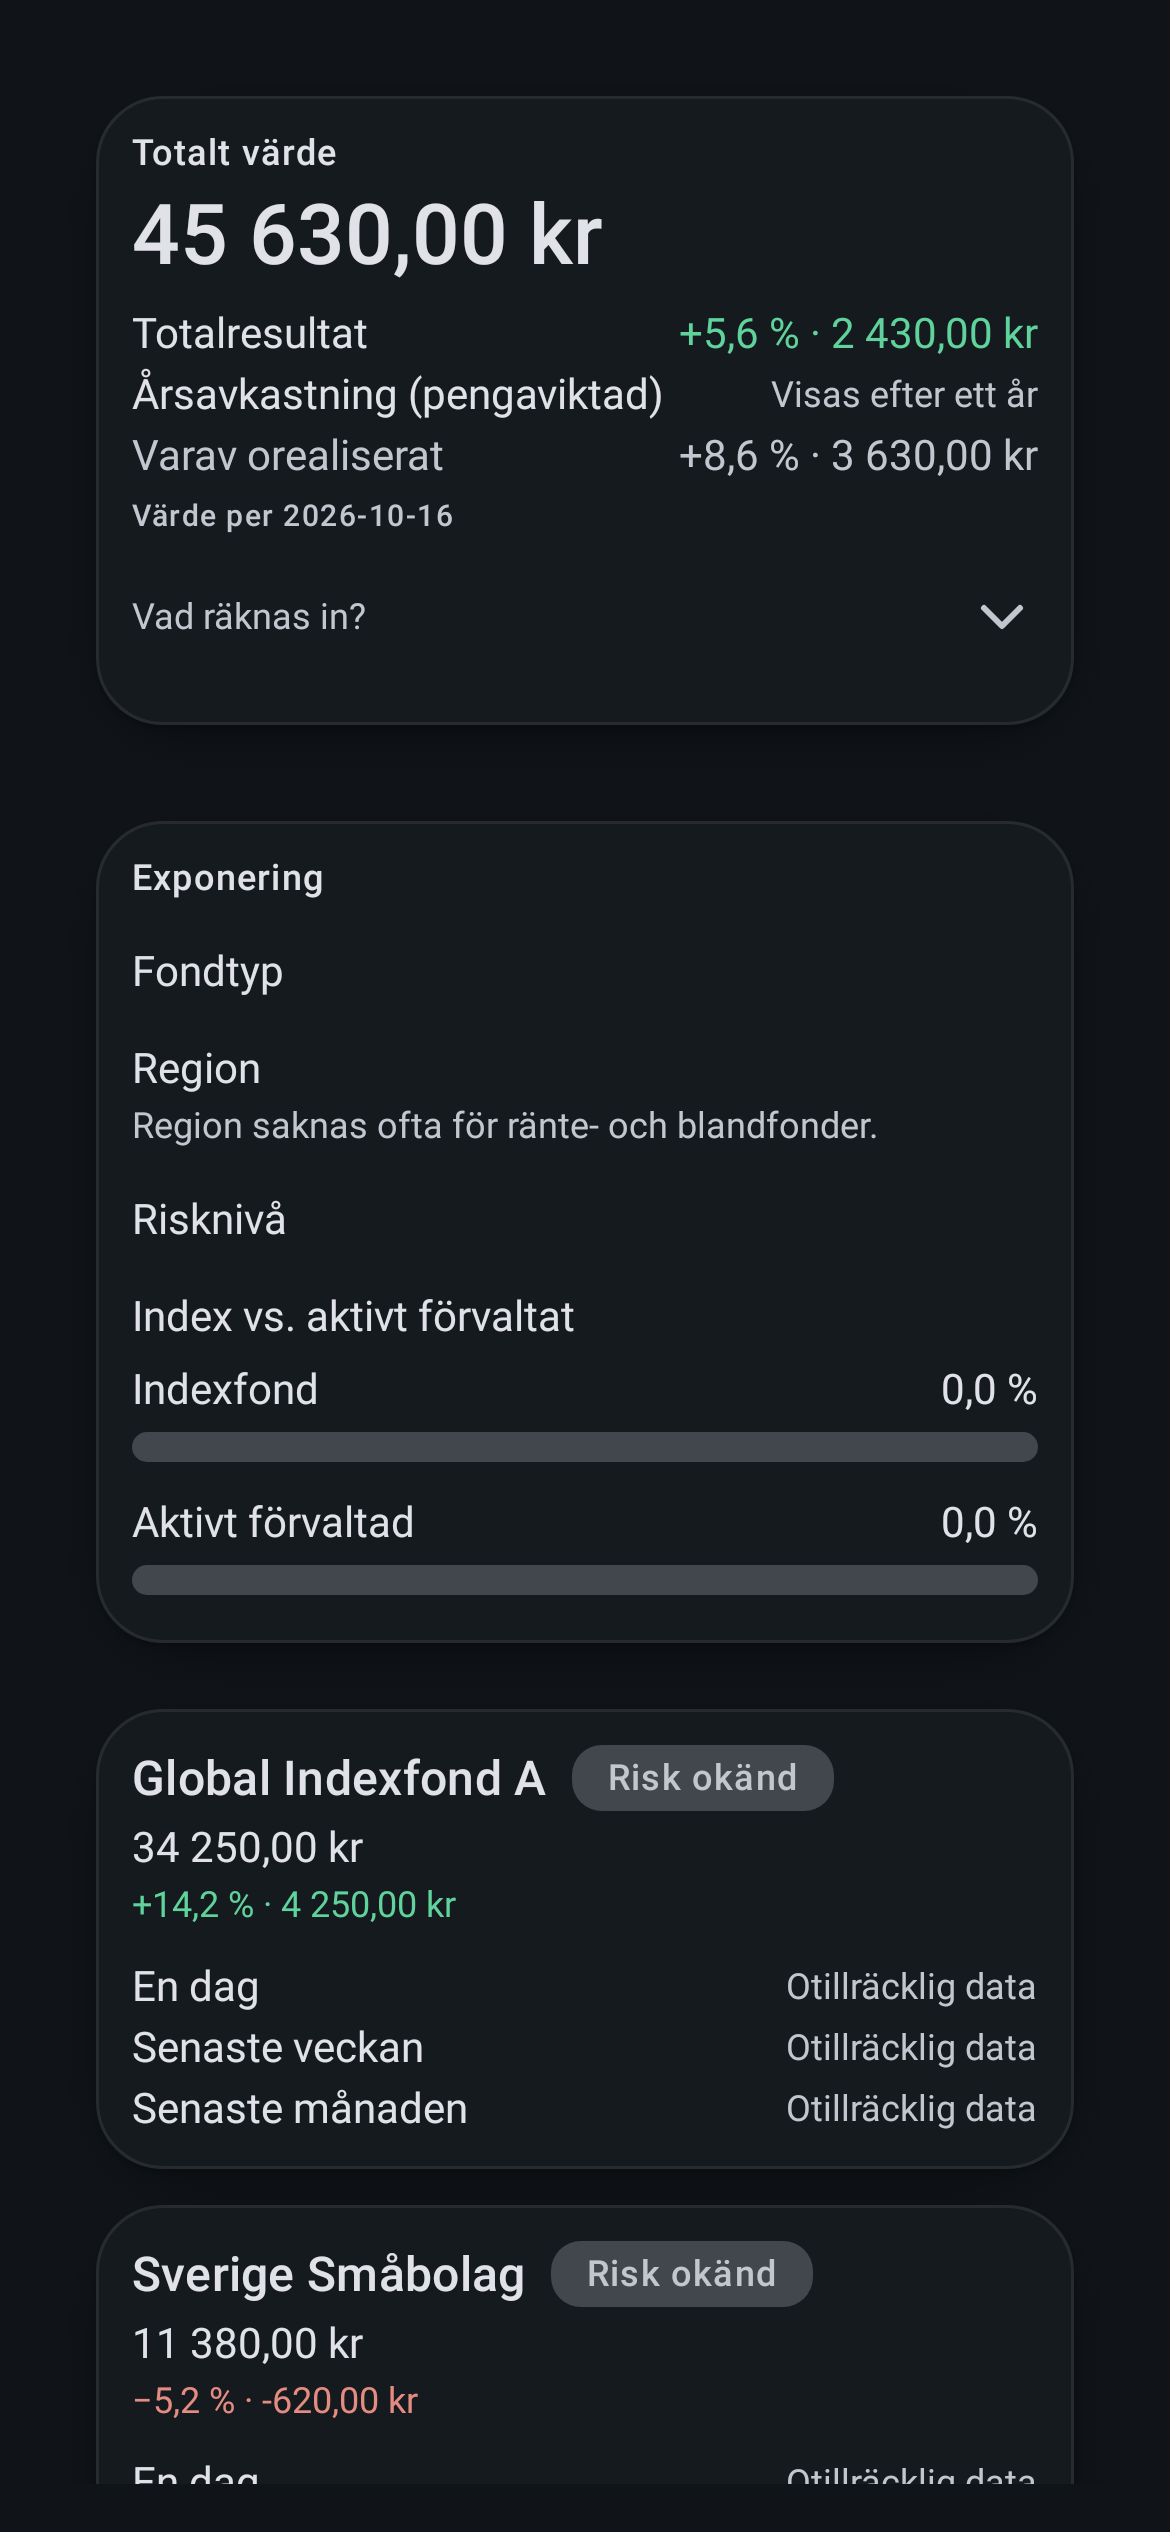 Totalt värde
45 630,00 kr
Totalresultat +5,6 % · 2 430,00 kr
Årsavkastning (pengaviktad) Visas efter ett år
Varav orealiserat +8,6 % · 3 630,00 kr
Värde per 2026-10-16
Vad räknas in?
Exponering
Fondtyp
Region
Region saknas ofta för ränte- och blandfonder.
Risknivå
Index vs. aktivt förvaltat
Indexfond 0,0 %
Aktivt förvaltad 0,0 %
Global Indexfond A Risk okänd
34 250,00 kr
+14,2 % · 4 250,00 kr
En dag Otillräcklig data
Senaste veckan Otillräcklig data
Senaste månaden Otillräcklig data
Sverige Småbolag Risk okänd
11 380,00 kr
−5,2 % · -620,00 kr
En dag Otillräcklig data